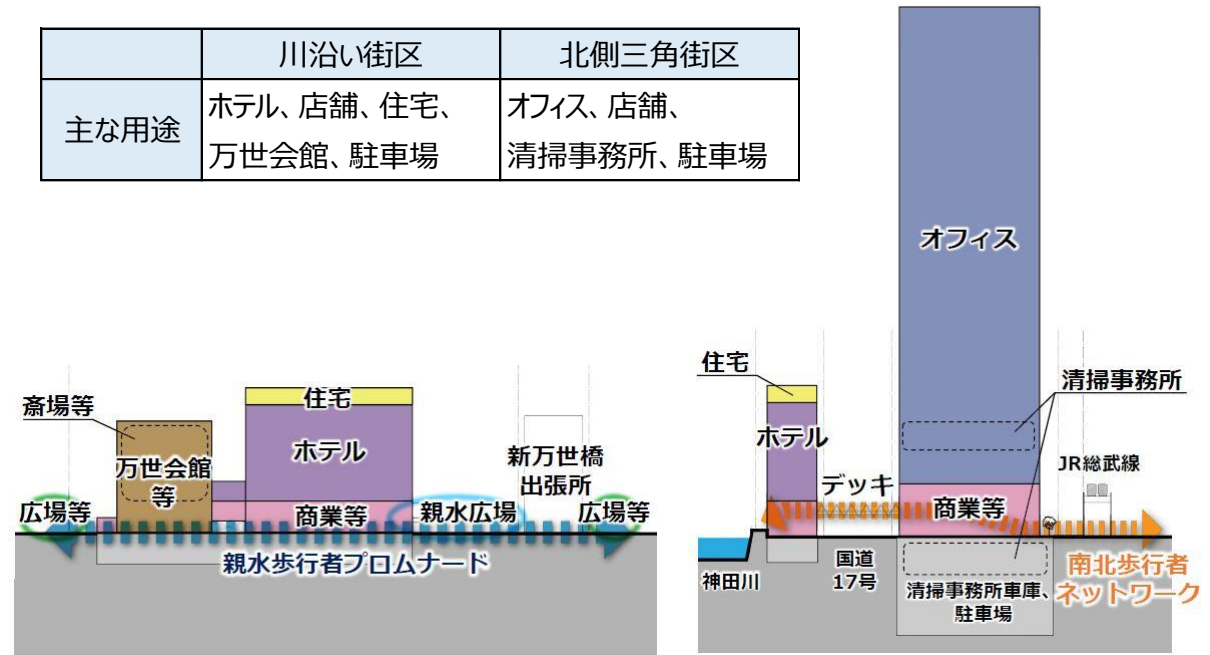 川沿い街区
北側三角街区
主な用途
ホテル、店舗、住宅、
万世会館、駐車場
オフィス、店舗、
清掃事務所、駐車場
斎場等
万世会館
等
広場等
住宅
ホテル
商業等
親水広場
新万世橋
出張所
広場等
親水歩行者プロムナード
オフィス
住宅
ホテル
デッキ
商業等
清掃事務所
JR総武線
神田川
国道
17号
清掃事務所車庫、
駐車場
南北歩行者
ネットワーク